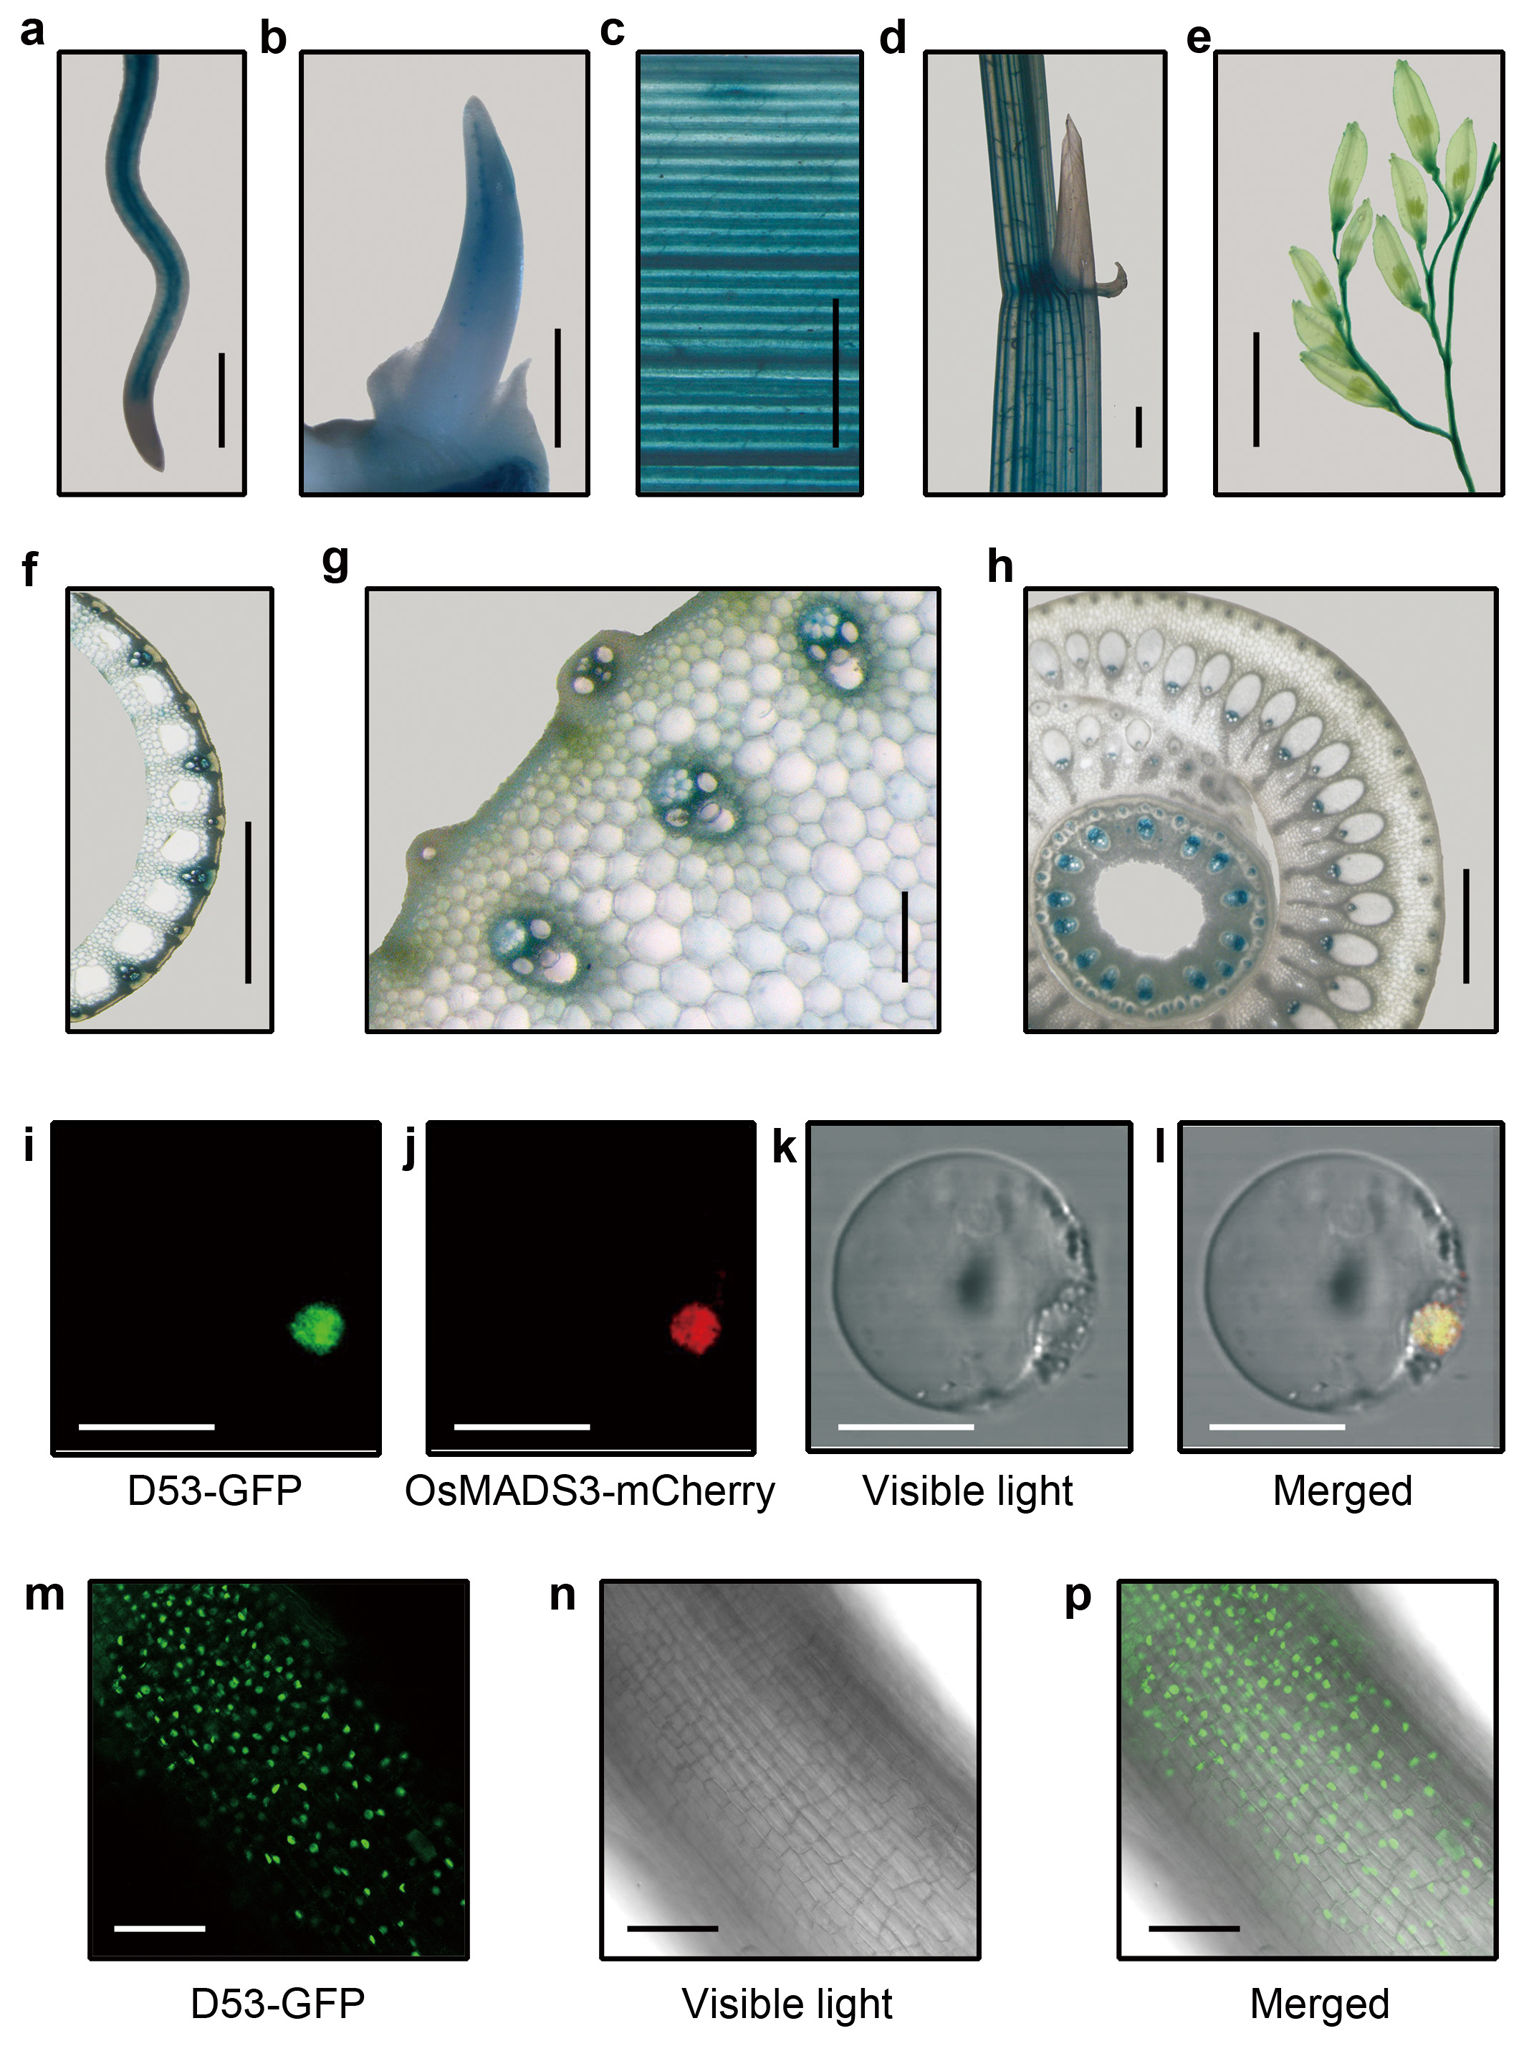 a b c d e
f g h
i j k l
D53-GFP OsMADS3-mCherry Visible light Merged
m n p
D53-GFP Visible light Merged